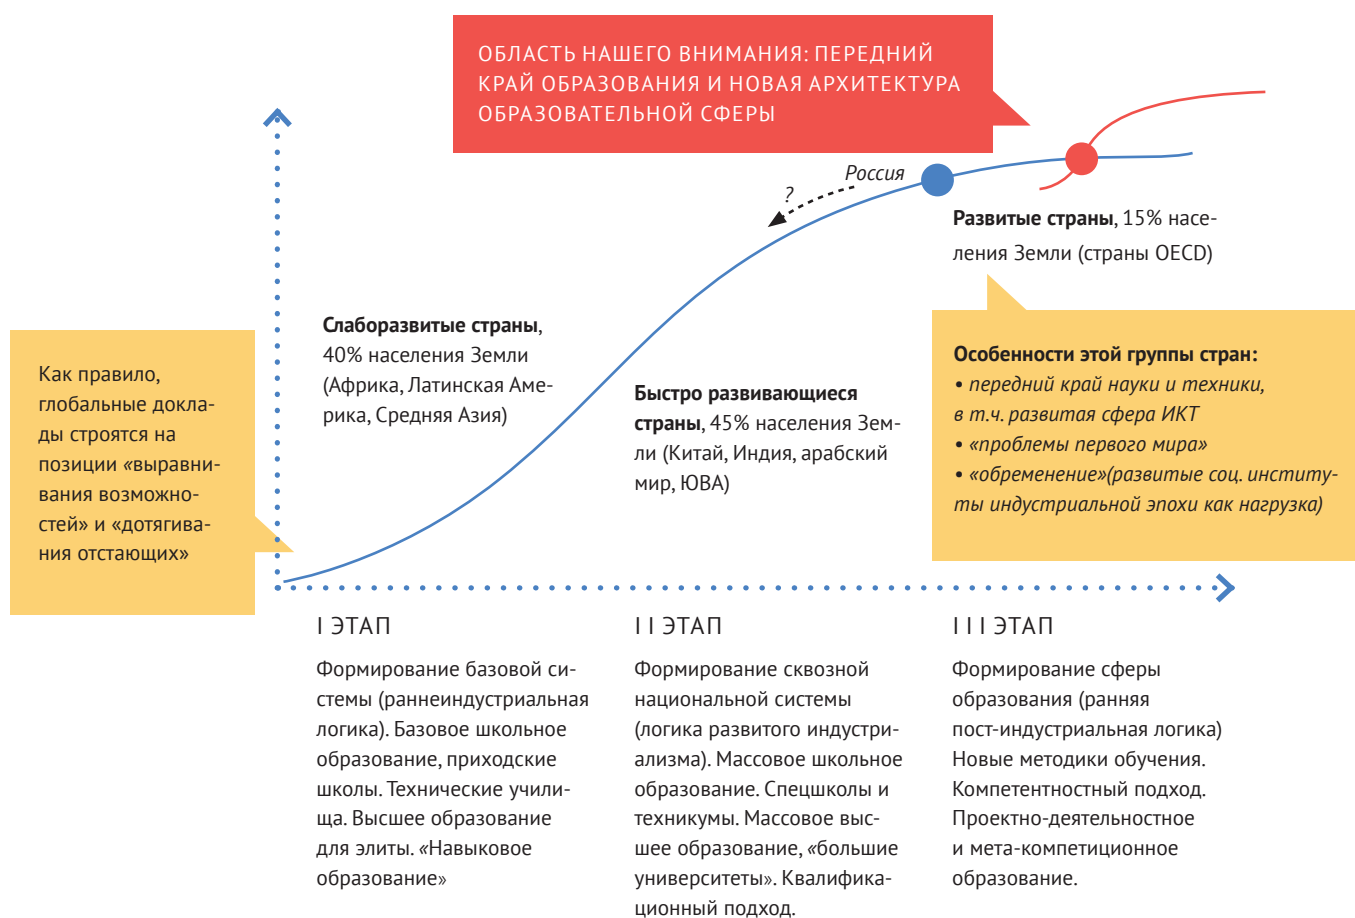 ОБЛАСТЬ НАШЕГО ВНИМАНИЯ: ПЕРЕДНИЙ
КРАЙ ОБРАЗОВАНИЯ И НОВАЯ АРХИТЕКТУРА
ОБРАЗОВАТЕЛЬНОЙ СФЕРЫ
Россия
?
Развитые страны, 15% насе-
ления Земли (страны OECD)
Слаборазвитые страны,
40% населения Земли
(Африка, Латинская Аме-
рика, Средняя Азия)
Как правило,
глобальные докла-
ды строятся на
позиции «выравни-
вания возможно-
стей» и «дотягива-
ния отстающих»
Быстро развивающиеся
страны, 45% населения Зем-
ли (Китай, Индия, арабский
мир, ЮВА)
Особенности этой группы стран:
• передний край науки и техники,
в т.ч. развитая сфера ИКТ
• «проблемы первого мира»
• «обременение»(развитые соц. институ-
ты индустриальной эпохи как нагрузка)
I ЭТАП
Формирование базовой си-
стемы (раннеиндустриальная
логика). Базовое школьное
образование, приходские
школы. Технические учили-
ща. Высшее образование
для элиты. «Навыковое
образование»
II ЭТАП
Формирование сквозной
национальной системы
(логика развитого индустри-
ализма). Массовое школьное
образование. Спецшколы и
техникумы. Массовое выс-
шее образование, «большие
университеты». Квалифика-
ционный подход.
III ЭТАП
Формирование сферы
образования (ранняя
пост-индустриальная логика)
Новые методики обучения.
Компетентностный подход.
Проектно-деятельностное
и мета-компетиционное
образование.